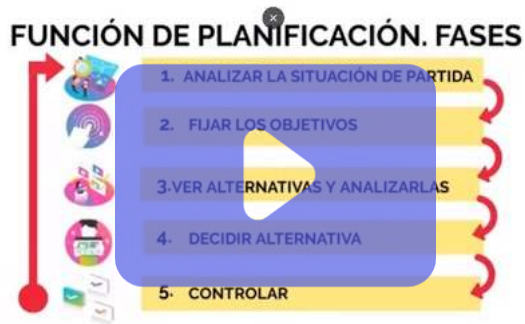 FUNCIÓN DE PLANIFICACIÓN. FASES
1. ANALIZAR LA SITUACIÓN DE PARTIDA
2. FIJAR LOS OBJETIVOS
3.VER ALTERNATIVAS Y ANALIZARLAS
4. DECIDIR ALTERNATIVA
5. CONTROLAR